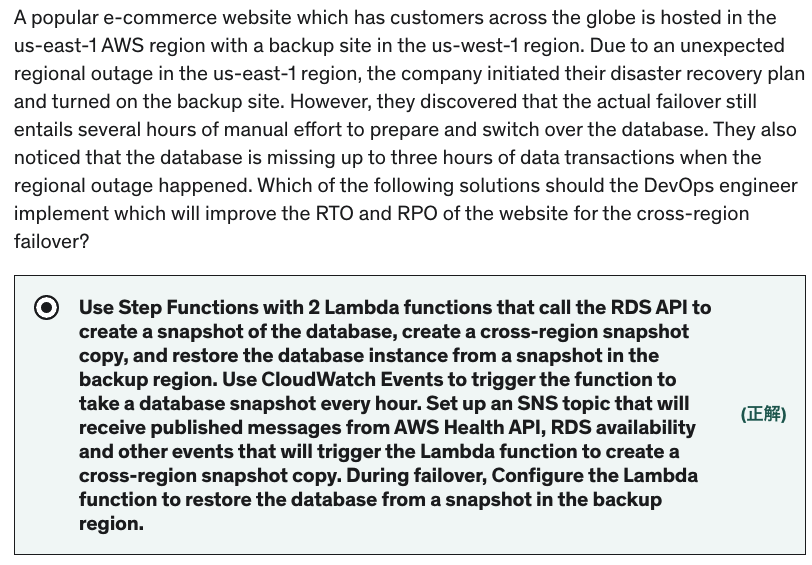 A popular e-commerce website which has customers across the globe is hosted in the
us-east-1 AWS region with a backup site in the us-west-1 region. Due to an unexpected
regional outage in the us-east-1 region, the company initiated their disaster recovery plan
and turned on the backup site. However, they discovered that the actual failover still
entails several hours of manual effort to prepare and switch over the database. They also
noticed that the database is missing up to three hours of data transactions when the
regional outage happened. Which of the following solutions should the DevOps engineer
implement which will improve the RTO and RPO of the website for the cross-region
failover?
Use Step Functions with 2 Lambda functions that call the RDS API to
create a snapshot of the database, create a cross-region snapshot
copy, and restore the database instance from a snapshot in the
backup region. Use CloudWatch Events to trigger the function to
take a database snapshot every hour. Set up an SNS topic that will
receive published messages from AWS Health API, RDS availability
and other events that will trigger the Lambda function to create a
cross-region snapshot copy. During failover, Configure the Lambda
function to restore the database from a snapshot in the backup
region.
(正解)